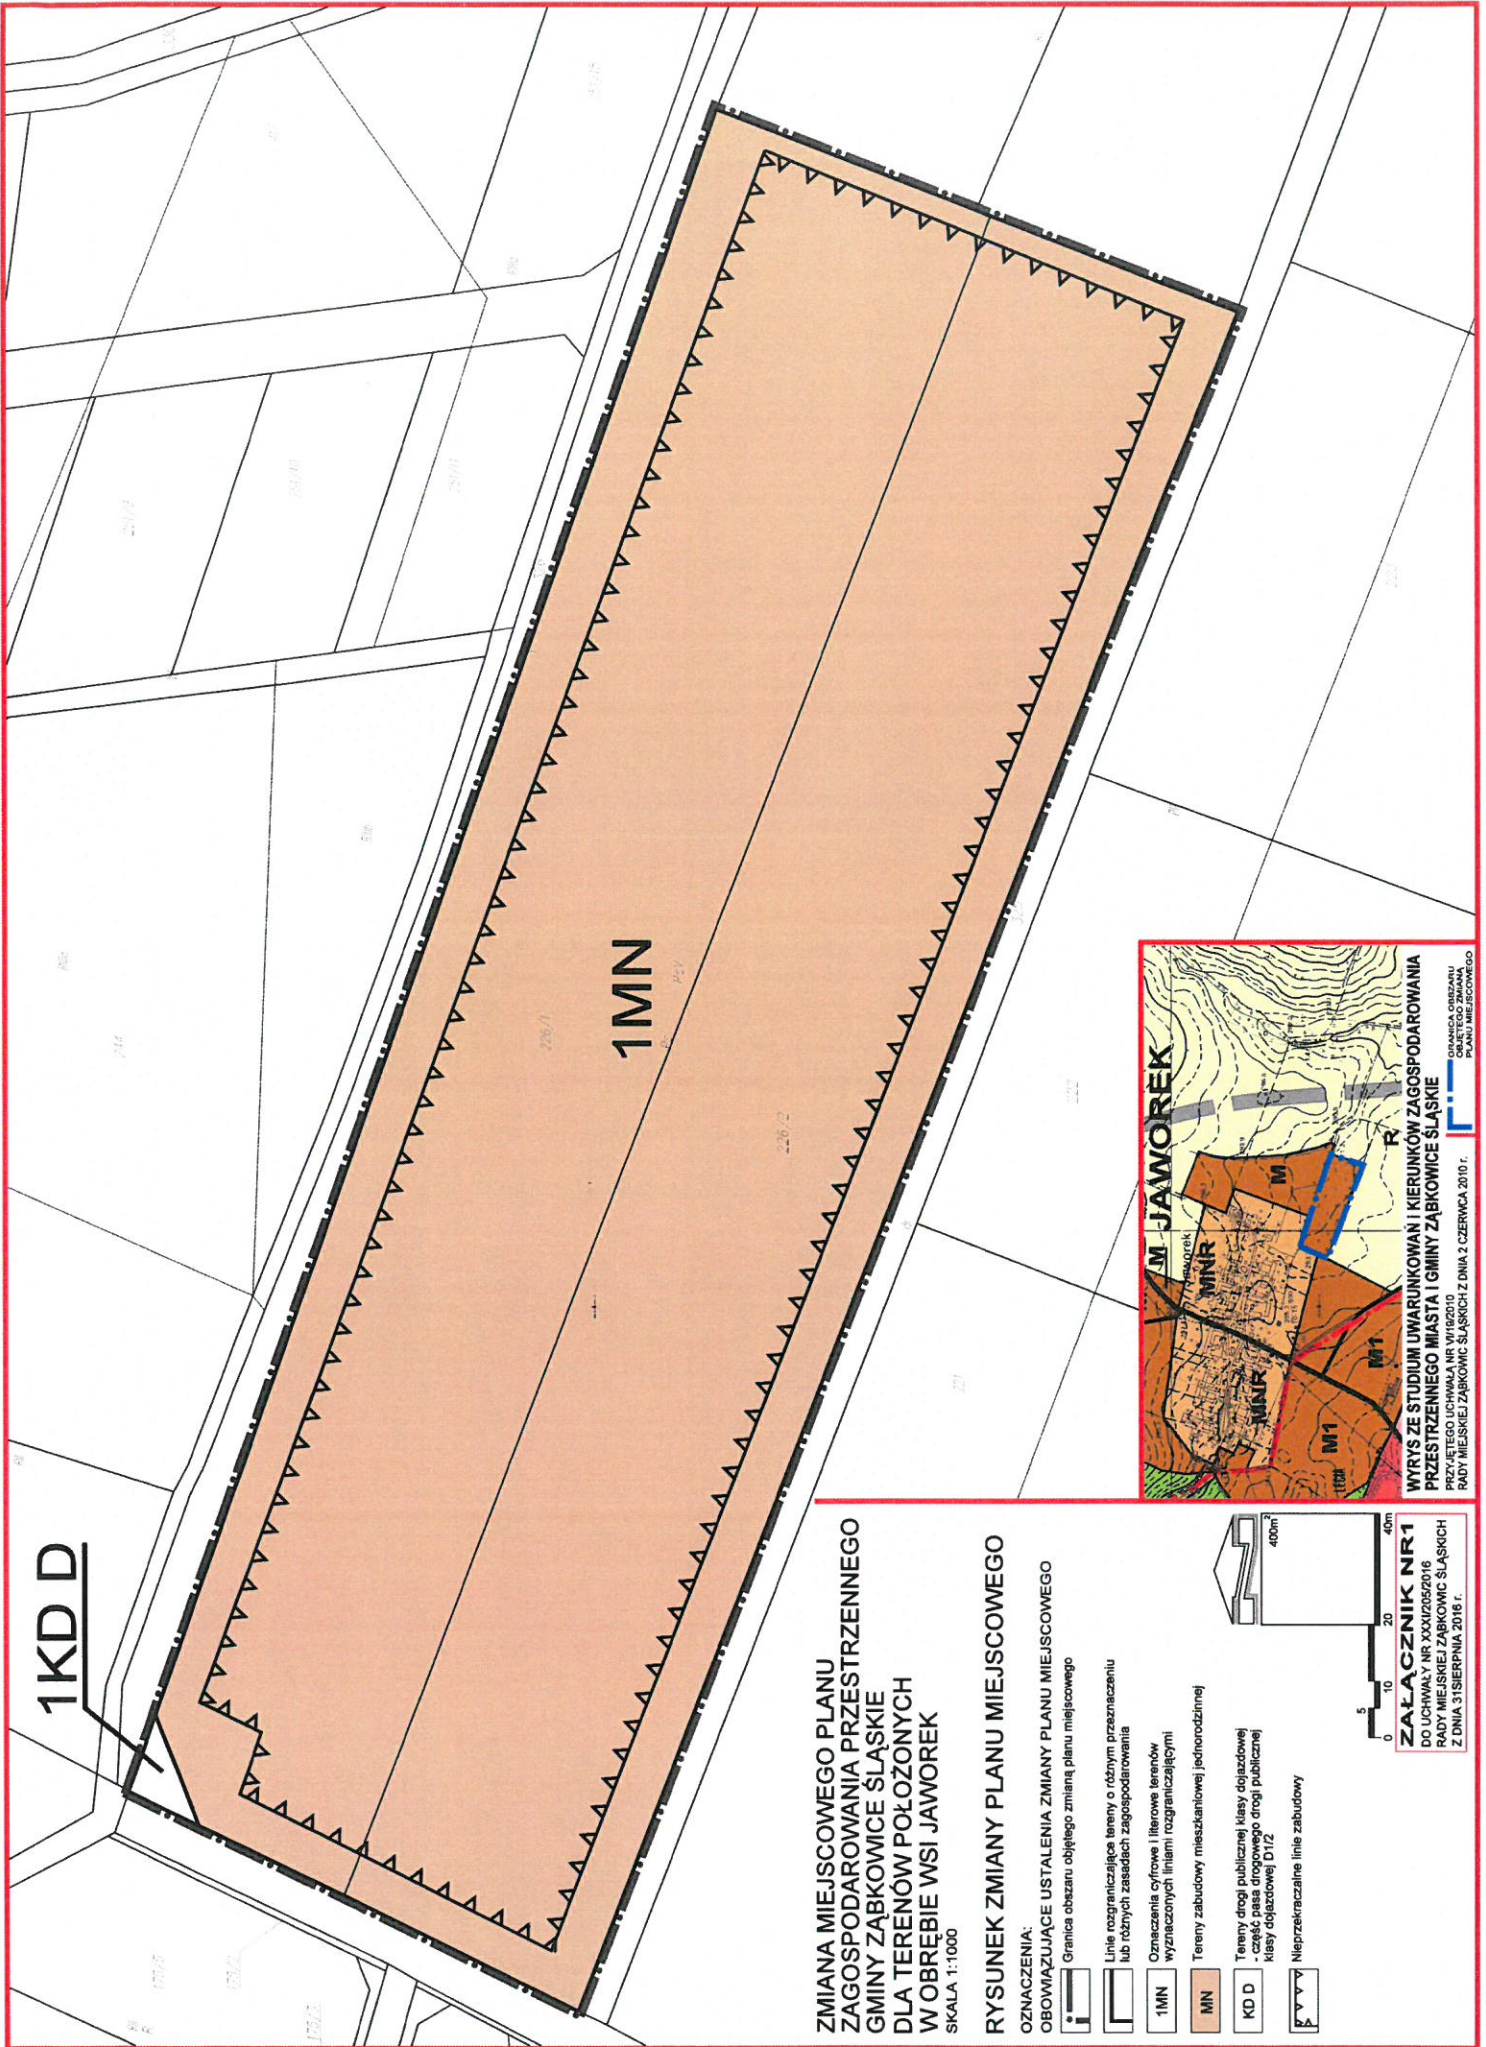 1KD D
1MN
226/1
PsV
226/2
244
222
221
223
ZMIANA MIEJSCOWEGO PLANU
ZAGOSPODAROWANIA PRZESTRZENNEGO
GMINY ZĄBKOWICE ŚLĄSKIE
DLA TERENÓW POŁOŻONYCH
W OBRĘBIE WSI JAWOREK
SKALA 1:1000
RYSUNEK ZMIANY PLANU MIEJSCOWEGO
OZNACZENIA:
OBOWIĄZUJĄCE USTALENIA ZMIANY PLANU MIEJSCOWEGO
Granica obszaru objętego zmianą planu miejscowego
Linie rozgraniczające tereny o różnym przeznaczeniu
lub różnych zasadach zagospodarowania
1MN
Oznaczenia cyfrowe i literowe terenów
wyznaczonych liniami rozgraniczającymi
MN
Tereny zabudowy mieszkaniowej jednorodzinnej
KD D
Tereny drogi publicznej klasy dojazdowej
- część pasa drogowego drogi publicznej
klasy dojazdowej D1/2
Nieprzekraczalne linie zabudowy
400m²
0 5 10 20 40m
ZAŁĄCZNIK NR1
DO UCHWAŁY NR XXXI/205/2016
RADY MIEJSKIEJ ZĄBKOWIC ŚLĄSKICH
Z DNIA 31SIERPNIA 2016 r.
M JAWOREK
Jaworek
MNR
M
MNR
R
M1
M1
WYRYS ZE STUDIUM UWARUNKOWAŃ I KIERUNKÓW ZAGOSPODAROWANIA
PRZESTRZENNEGO MIASTA I GMINY ZĄBKOWICE ŚLĄSKIE
PRZYJĘTEGO UCHWAŁĄ NR VI/19/2010
RADY MIEJSKIEJ ZĄBKOWIC ŚLĄSKICH Z DNIA 2 CZERWCA 2010 r.
GRANICA OBSZARU
OBJĘTEGO ZMIANĄ
PLANU MIEJSCOWEGO